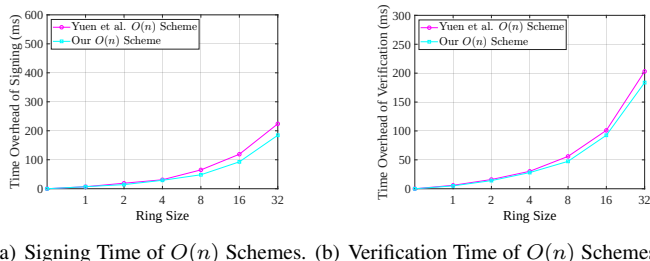 600
500
400
300
200
100
0
Time Overhead of Signing (ms)
Yuen et al. O(n) Scheme
Our O(n) Scheme
1 2 4 8 16 32
Ring Size
300
250
200
150
100
50
0
Time Overhead of Verification (ms)
Yuen et al. O(n) Scheme
Our O(n) Scheme
1 2 4 8 16 32
Ring Size
a) Signing Time of O(n) Schemes. (b) Verification Time of O(n) Schemes